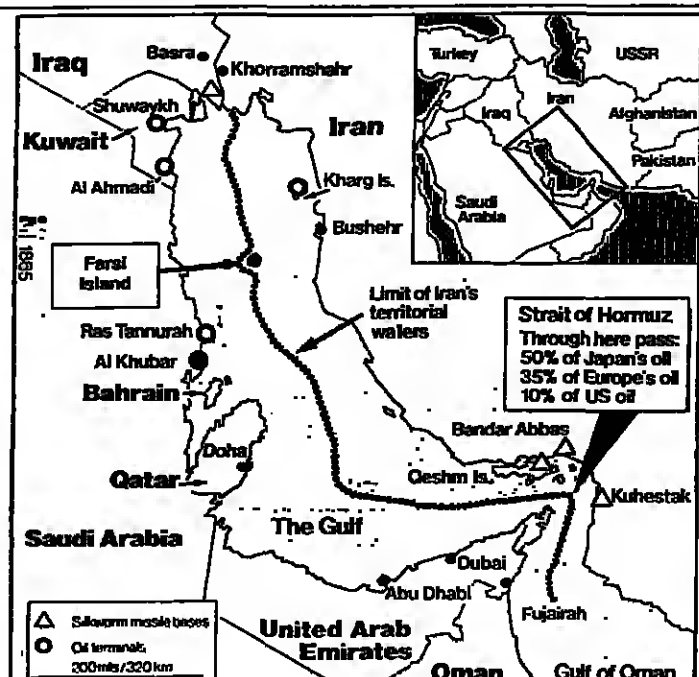 Iraq
Basra
Khorramshahr
Shuwaykh
Kuwait
Iran
Al Ahmadi
Kharg Is.
Bushehr
Farsi
Island
Limit of Iran's
territorial
waters
Ras Tannurah
Al Khubar
Bahrain
Doha
Qatar
Saudi Arabia
The Gulf
Turkey
USSR
Iran
Iraq
Afghanistan
Pakistan
Saudi
Arabia
Strait of Hormuz
Through here pass:
50% of Japan's oil
35% of Europe's oil
10% of US oil
Bandar Abbas
Qeshm Is.
Kuhestak
Dubai
Abu Dhabi
Fujairah
United Arab
Emirates
Oman
Gulf of Oman
Silkworm missile bases
Oil terminals
200mls/320km